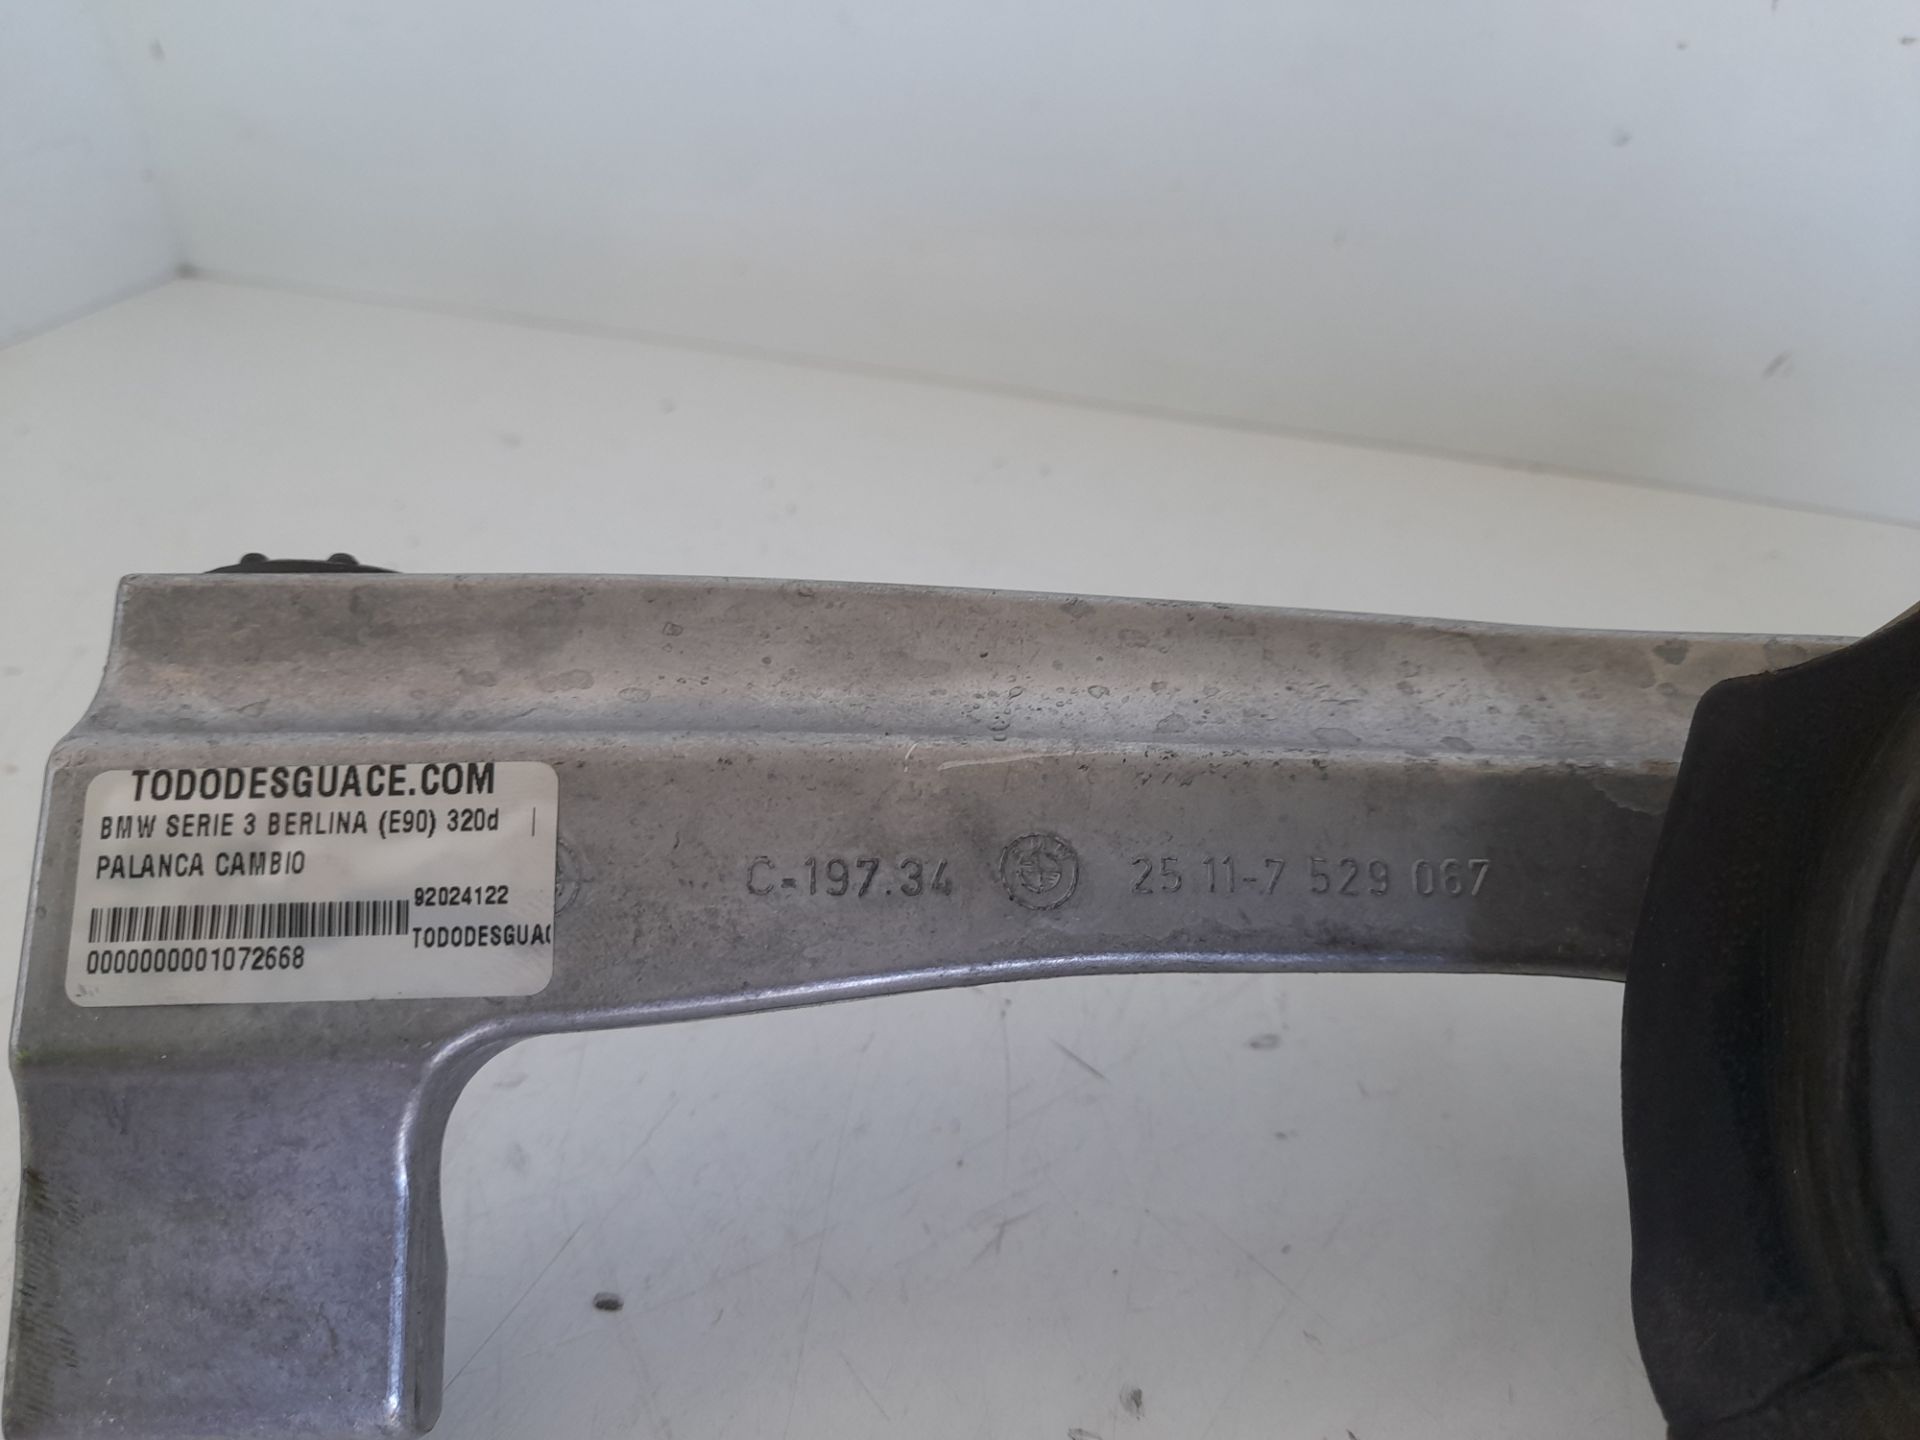 TODODESGUACE.COM
BMW SERIE 3 BERLINA (E90) 320d |
PALANCA CAMBIO
92024122
TODODESGUAC
0000000001072668
C-197.34
25 11-7 529 067